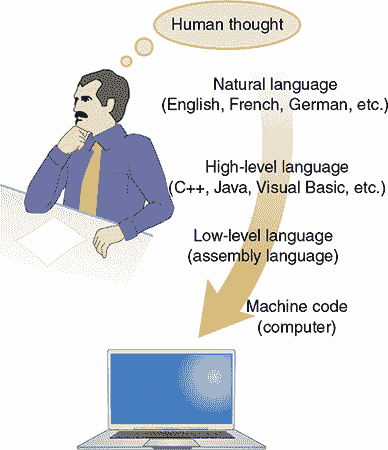 Human thought
Natural language
(English, French, German, etc.)
High-level language
(C++, Java, Visual Basic, etc.)
Low-level language
(assembly language)
Machine code
(computer)